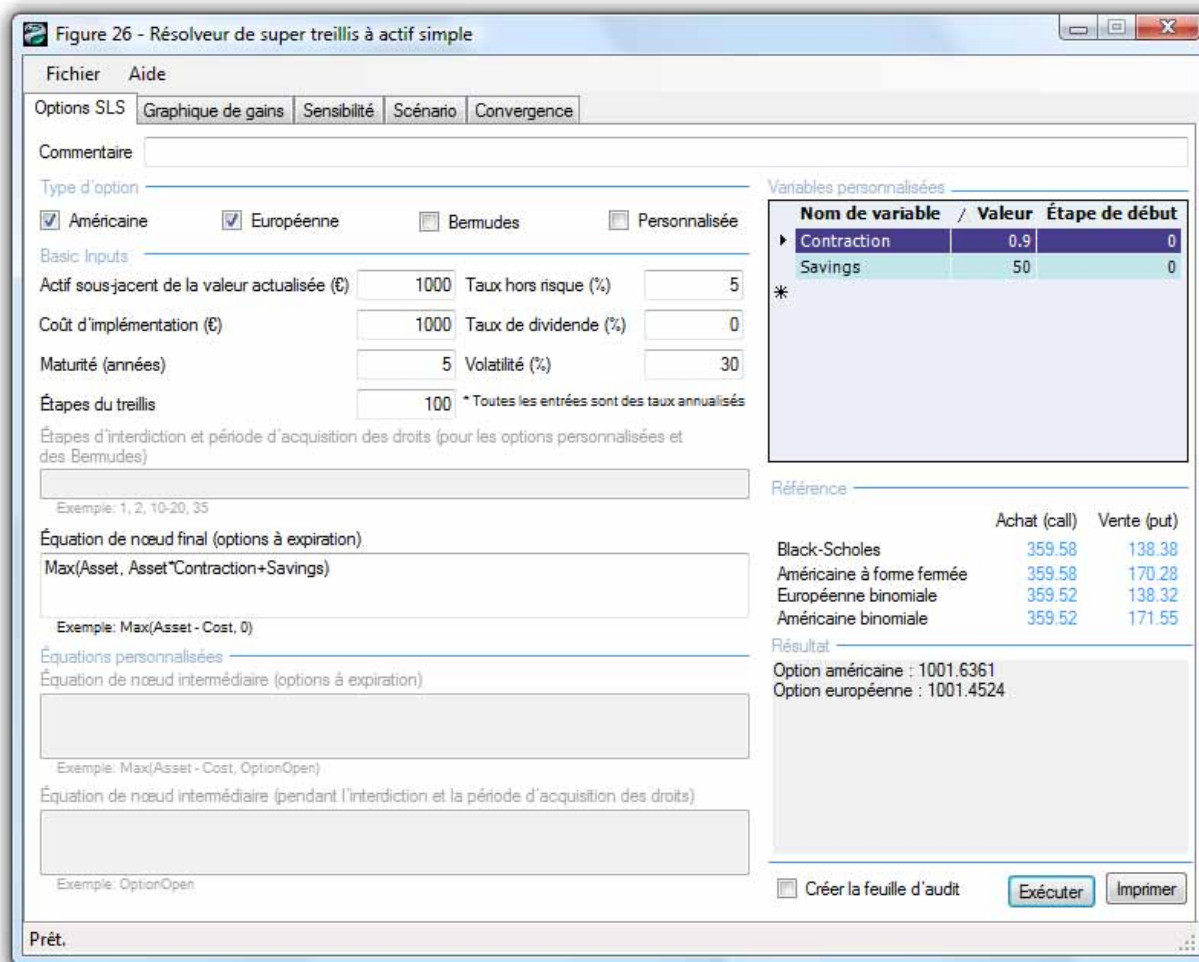 Figure 26 - Résolveur de super treillis à actif simple
Fichier Aide
Options SLS Graphique de gains Sensibilité Scénario Convergence
Commentaire
Type d'option
Américaine Européenne Bermudes Personnalisée
Basic Inputs
Actif sous-jacent de la valeur actualisée (€) 1000 Taux hors risque (%) 5
Coût d'implémentation (€) 1000 Taux de dividende (%) 0
Maturité (années) 5 Volatilité (%) 30
Étapes du treillis 100 * Toutes les entrées sont des taux annualisés
Étapes d'interdiction et période d'acquisition des droits (pour les options personnalisées et
des Bermudes)
Exemple: 1, 2, 10-20, 35
Équation de nœud final (options à expiration)
Max(Asset, Asset*Contraction+Savings)
Exemple: Max(Asset - Cost, 0)
Équations personnalisées
Équation de nœud intermédiaire (options à expiration)
Exemple: Max(Asset - Cost, OptionOpen)
Équation de nœud intermédiaire (pendant l'interdiction et la période d'acquisition des droits)
Exemple: OptionOpen
Variables personnalisées
Nom de variable / Valeur Étape de début
Contraction 0.9 0
Savings 50 0
Référence
Achat (call) Vente (put)
Black-Scholes 359.58 138.38
Américaine à forme fermée 359.58 170.28
Européenne binomiale 359.52 138.32
Américaine binomiale 359.52 171.55
Résultat
Option américaine : 1001.6361
Option européenne : 1001.4524
Créer la feuille d'audit Exécuter Imprimer
Prêt.